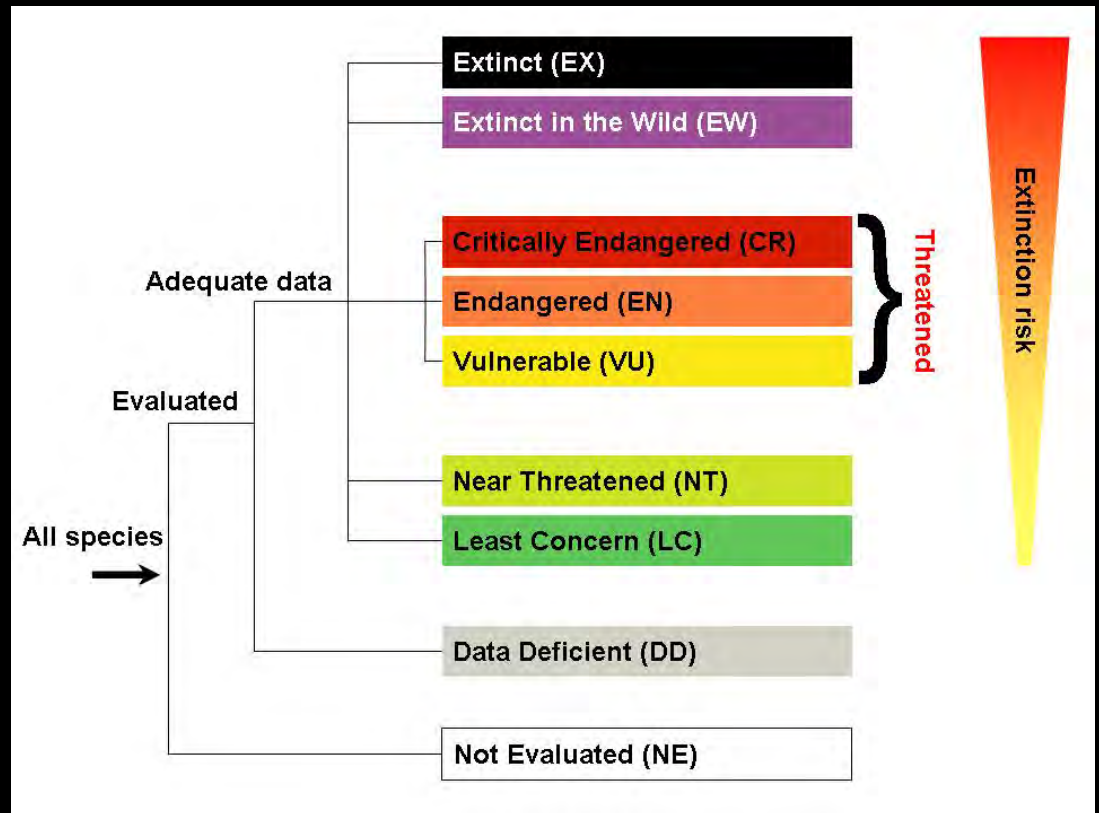 Extinct (EX)
Extinct in the Wild (EW)
Critically Endangered (CR)
Adequate data
Endangered (EN)
Vulnerable (VU)
Threatened
Extinction risk
Evaluated
Near Threatened (NT)
All species
Least Concern (LC)
Data Deficient (DD)
Not Evaluated (NE)